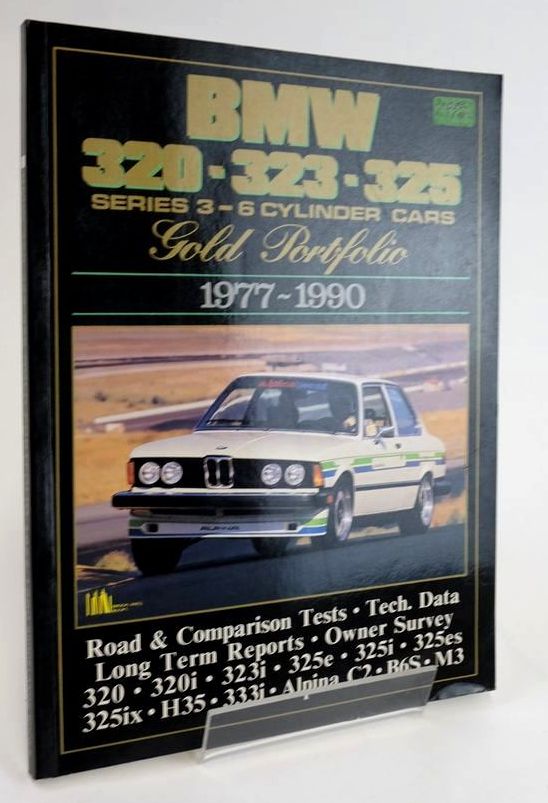 BMW
320·323·325
SERIES 3-6 CYLINDER CARS
Gold Portfolio
1977~1990
ALPINA
Road & Comparison Tests · Tech. Data
Long Term Reports · Owner Survey
320 · 320i · 323i · 325e · 325i · 325es
325ix · H35 · 333i · Alpina C2 · B6S · M3